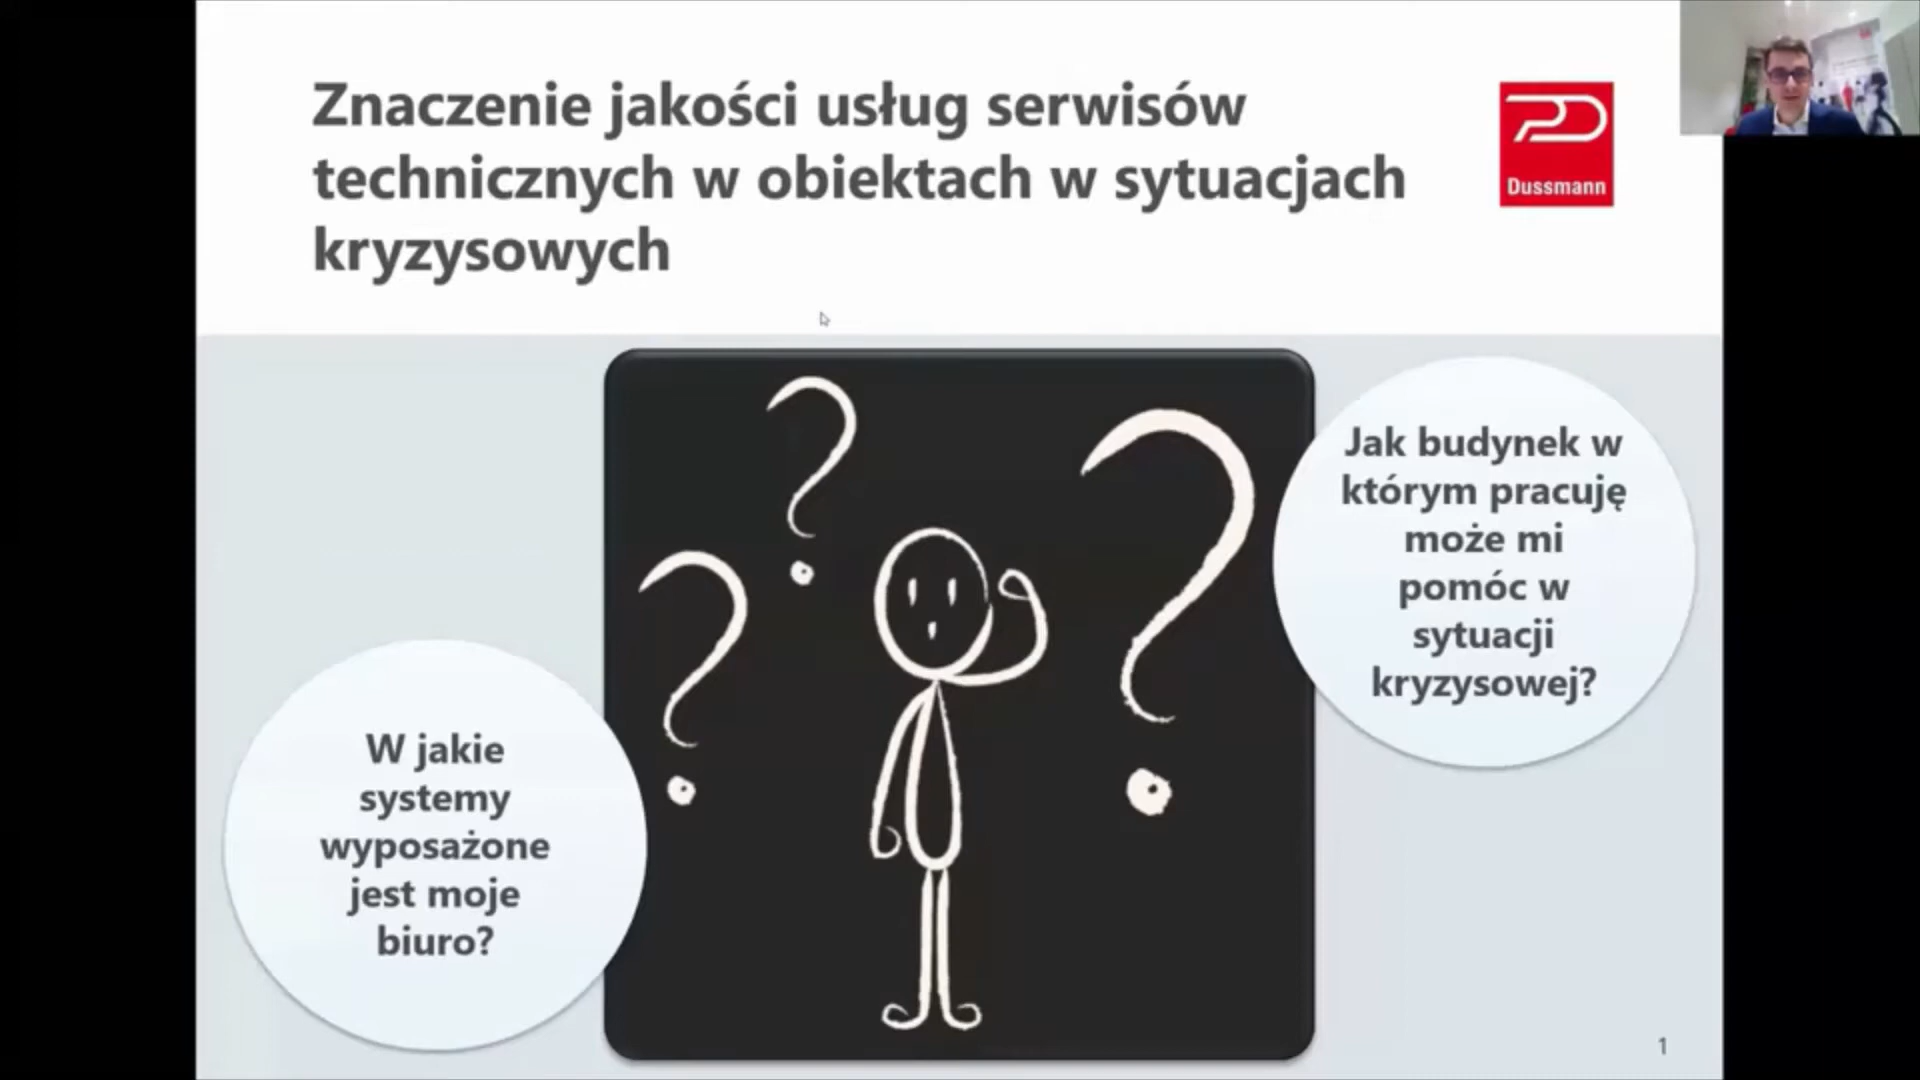 Znaczenie jakości usług serwisów
technicznych w obiektach w sytuacjach
kryzysowych
Dussmann
Jak budynek w
którym pracuję
może mi
pomóc w
sytuacji
kryzysowej?
W jakie
systemy
wyposażone
jest moje
biuro?
1